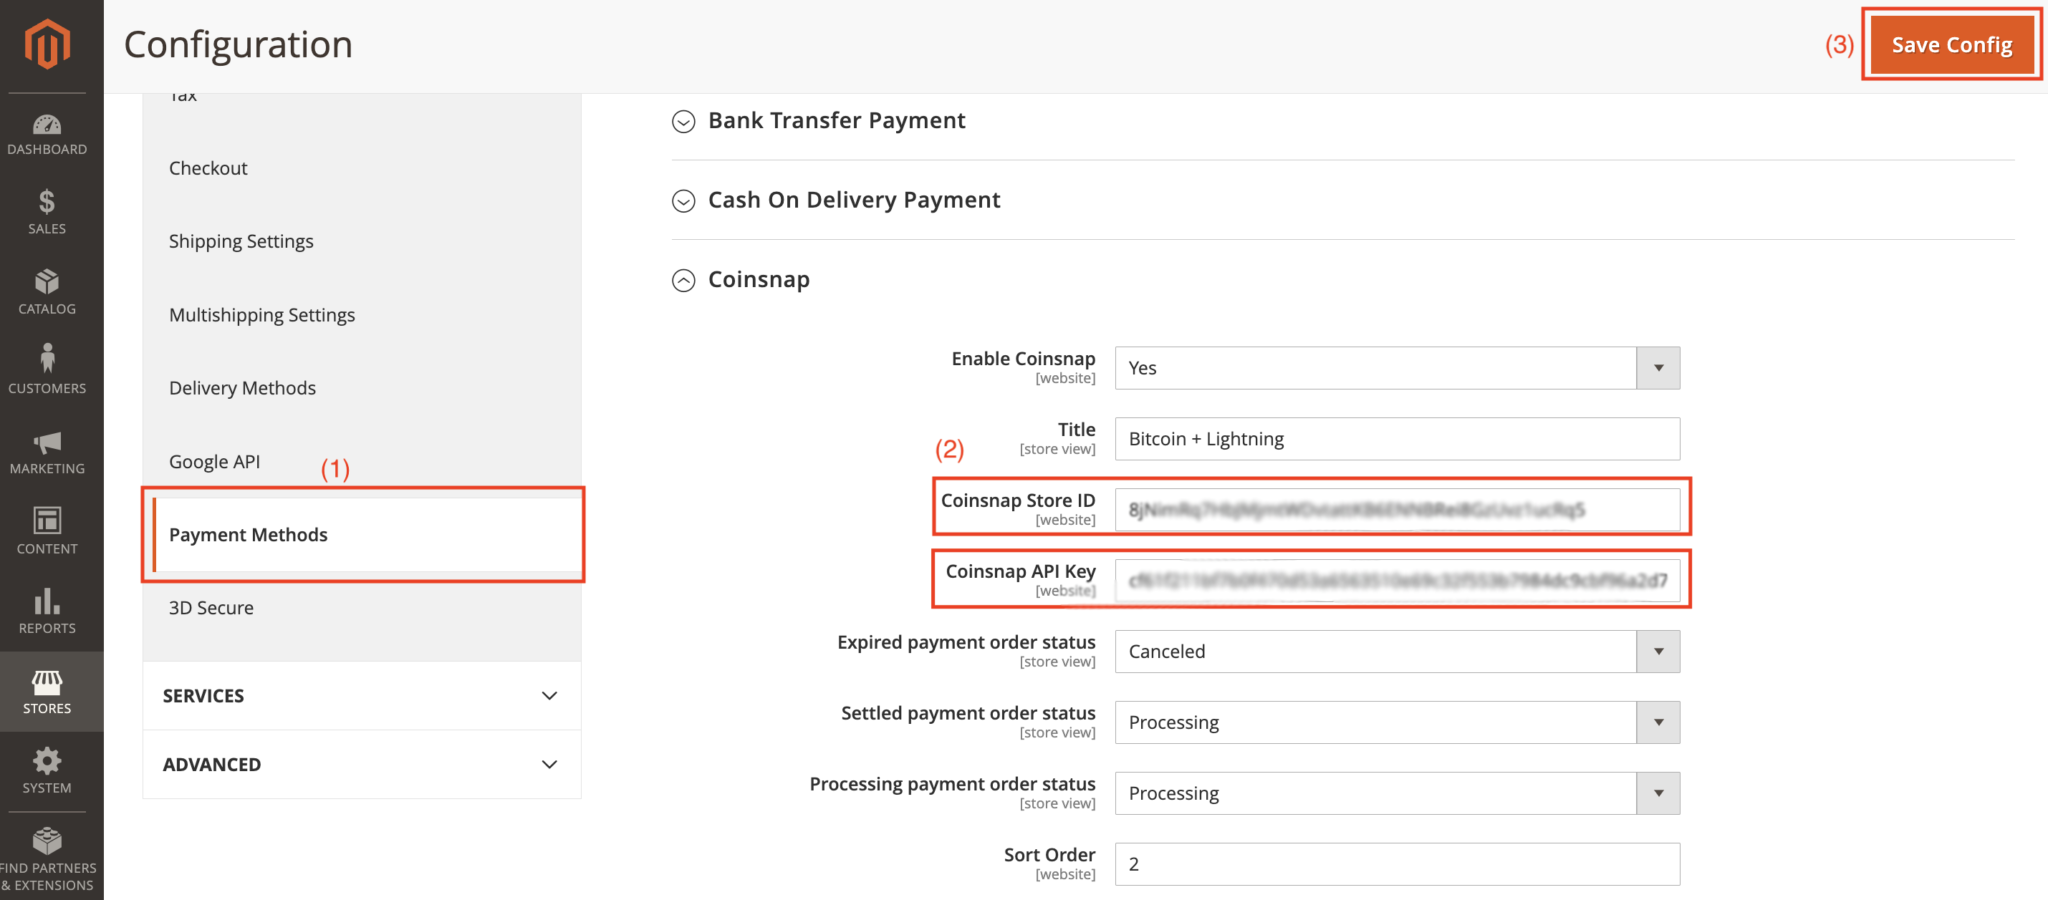 Configuration
(3)
Save Config
DASHBOARD
SALES
CATALOG
CUSTOMERS
MARKETING
CONTENT
REPORTS
STORES
SYSTEM
FIND PARTNERS
& EXTENSIONS
Tax
Checkout
Shipping Settings
Multishipping Settings
Delivery Methods
Google API
(1)
Payment Methods
3D Secure
SERVICES
ADVANCED
Bank Transfer Payment
Cash On Delivery Payment
Coinsnap
Enable Coinsnap
[website]
Yes
Title
[store view]
Bitcoin + Lightning
(2)
Coinsnap Store ID
[website]
Coinsnap API Key
[website]
Expired payment order status
[store view]
Canceled
Settled payment order status
[store view]
Processing
Processing payment order status
[store view]
Processing
Sort Order
[website]
2